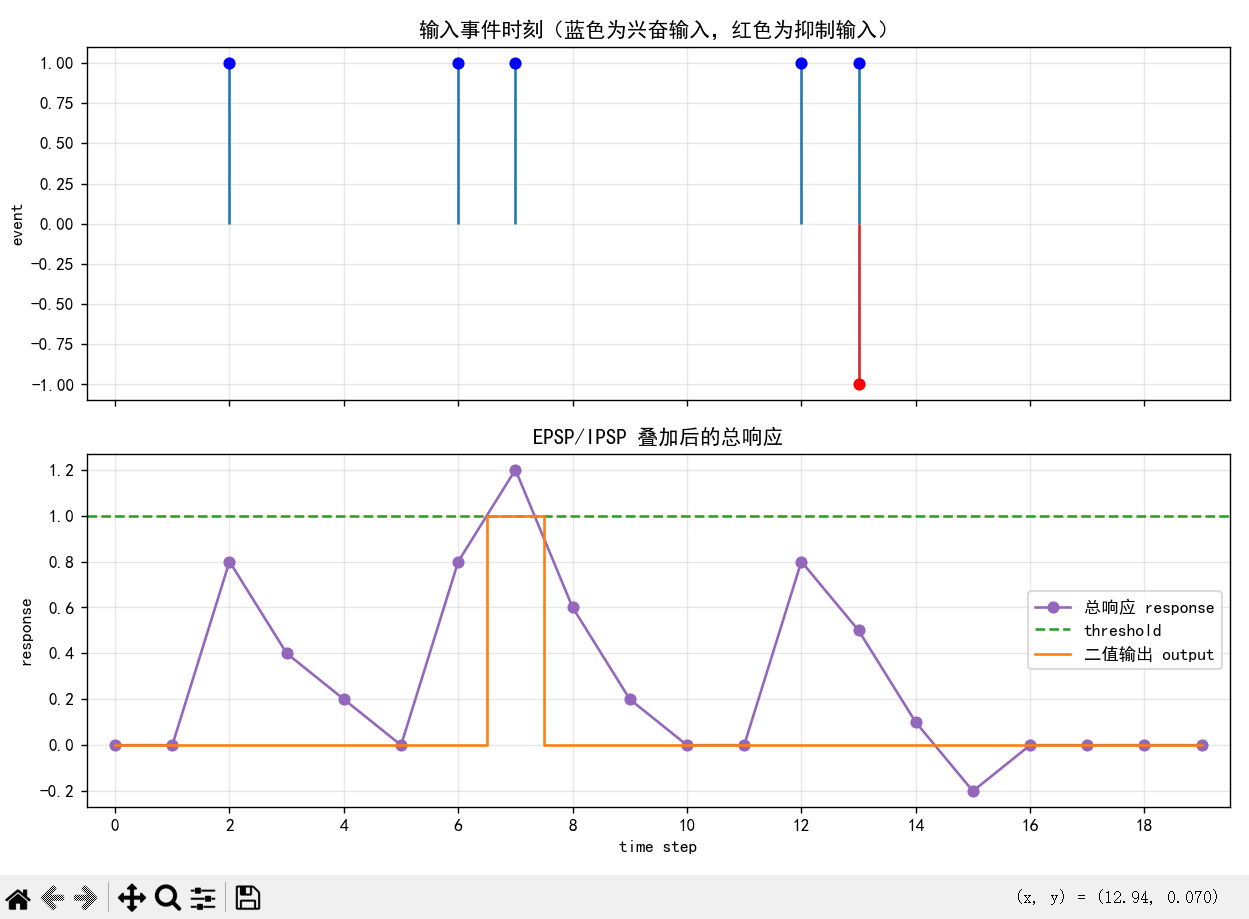 输入事件时刻（蓝色为兴奋输入，红色为抑制输入）
1.00
0.75
0.50
0.25
0.00
−0.25
−0.50
−0.75
−1.00
event
EPSP/IPSP 叠加后的总响应
1.2
1.0
0.8
0.6
0.4
0.2
0.0
−0.2
response
总响应 response
threshold
二值输出 output
0 2 4 6 8 10 12 14 16 18
time step
(x, y) = (12.94, 0.070)